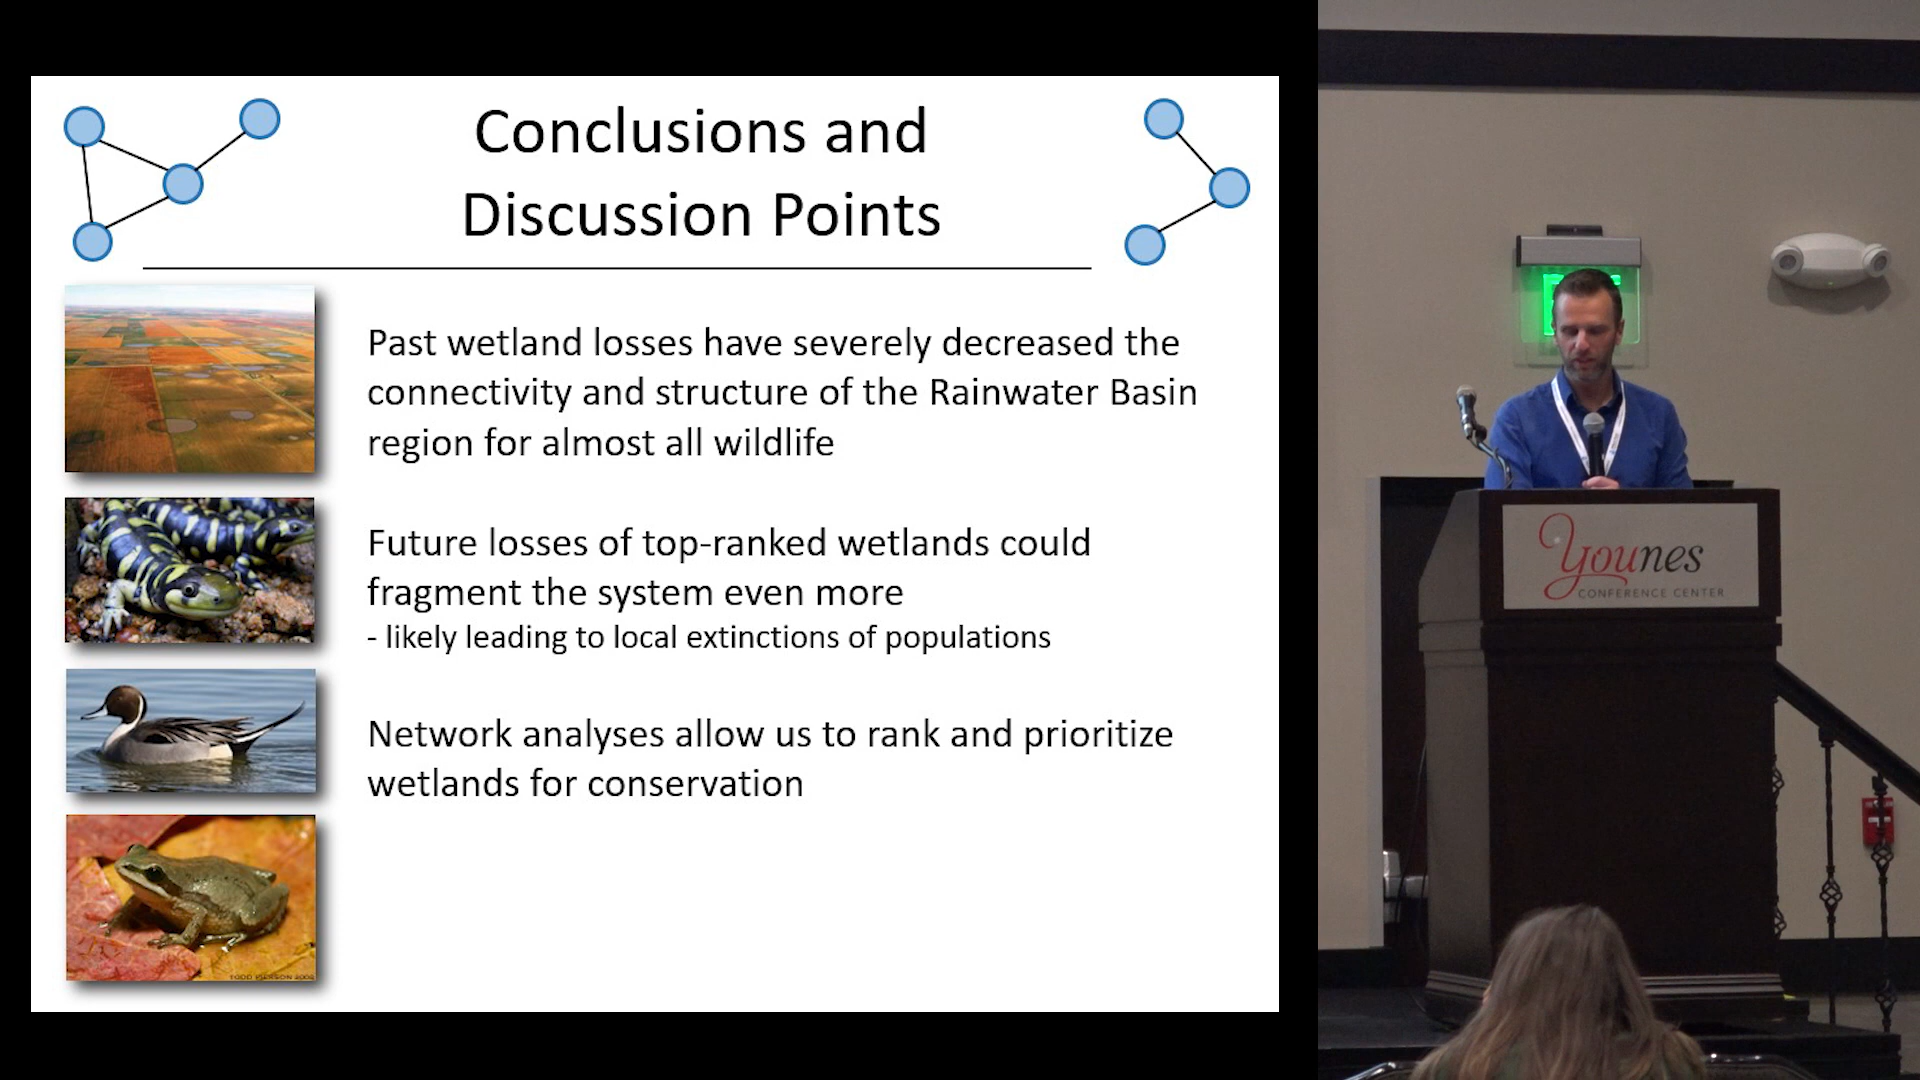 Conclusions and
Discussion Points
Past wetland losses have severely decreased the
connectivity and structure of the Rainwater Basin
region for almost all wildlife
Future losses of top-ranked wetlands could
fragment the system even more
- likely leading to local extinctions of populations
Network analyses allow us to rank and prioritize
wetlands for conservation
younes
CONFERENCE CENTER